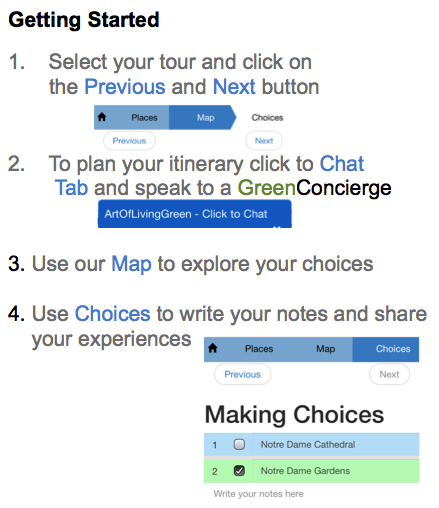 Getting Started
1. Select your tour and click on
the Previous and Next button
Places Map Choices
Previous Next
2. To plan your itinerary click to Chat
Tab and speak to a GreenConcierge
ArtOfLivingGreen - Click to Chat
3. Use our Map to explore your choices
4. Use Choices to write your notes and share
your experiences
Places Map Choices
Previous Next
Making Choices
1 Notre Dame Cathedral
2 Notre Dame Gardens
Write your notes here